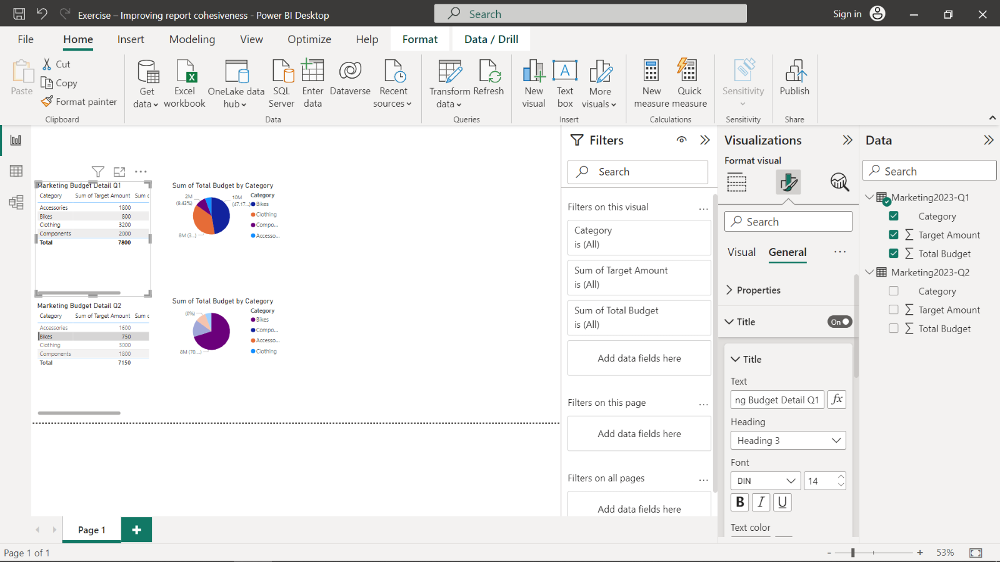 Exercise – Improving report cohesiveness - Power BI Desktop
Search
Sign in
File
Home
Insert
Modeling
View
Optimize
Help
Format
Data / Drill
Paste
Cut
Copy
Format painter
Clipboard
Get data
Excel workbook
OneLake data hub
SQL Server
Enter data
Dataverse
Recent sources
Data
Transform data
Refresh
Queries
New visual
Text box
More visuals
Insert
New measure
Quick measure
Calculations
Sensitivity
Sensitivity
Publish
Share
Marketing Budget Detail Q1
Category Sum of Target Amount Sum c
Accessories 1800
Bikes 800
Clothing 3200
Components 2000
Total 7800
Sum of Total Budget by Category
2M (9.43%)
10M (47.17...)
8M (3...)
Category
Bikes
Clothing
Compo...
Accesso...
Marketing Budget Detail Q2
Category Sum of Target Amount Sum c
Accessories 1600
Bikes 750
Clothing 3000
Components 1800
Total 7150
Sum of Total Budget by Category
(0%)
8M (70....)
Category
Bikes
Compo...
Accesso...
Clothing
Filters
Search
Filters on this visual ...
Category
is (All)
Sum of Target Amount
is (All)
Sum of Total Budget
is (All)
Add data fields here
Filters on this page ...
Add data fields here
Filters on all pages ...
Add data fields here
Visualizations
Format visual
Search
Visual
General
...
Properties
Title On
Title
Text
ng Budget Detail Q1
fx
Heading
Heading 3
Font
DIN 14
B I U
Text color
Data
Search
Marketing2023-Q1
Category
∑ Target Amount
∑ Total Budget
Marketing2023-Q2
Category
∑ Target Amount
∑ Total Budget
Page 1
+
Page 1 of 1
- + 53%